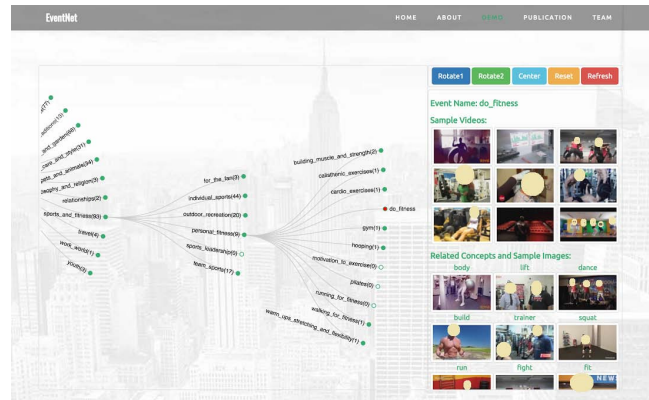 EventNet
HOME ABOUT DEMO PUBLICATION TEAM
Rotate1 Rotate2 Center Reset Refresh
Event Name: do_fitness
Sample Videos:
relationships(2)
sports_and_fitness(93)
travel(4)
work_world(1)
youth(3)
for_the_fan(3)
individual_sports(44)
outdoor_recreation(20)
personal_fitness(9)
sports_leadership(0)
team_sports(17)
building_muscle_and_strength(2)
calisthenic_exercises(1)
cardio_exercises(1)
do_fitness
gym(1)
hooping(1)
motivation_to_exercise(0)
pilates(0)
running_for_fitness(0)
walking_for_fitness(1)
warm_ups_stretching_and_flexibility(1)
Related Concepts and Sample Images:
body lift dance
build trainer squat
run fight fit
NEW